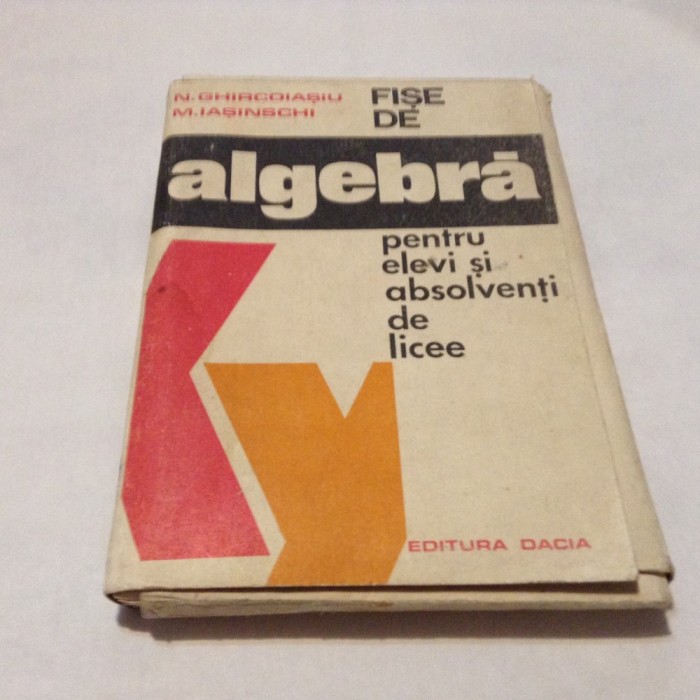 N. GHIRCOIAȘIU
M. IAȘINSCHI
FIȘE
DE
algebră
pentru
elevi și
absolvenți
de
licee
EDITURA DACIA